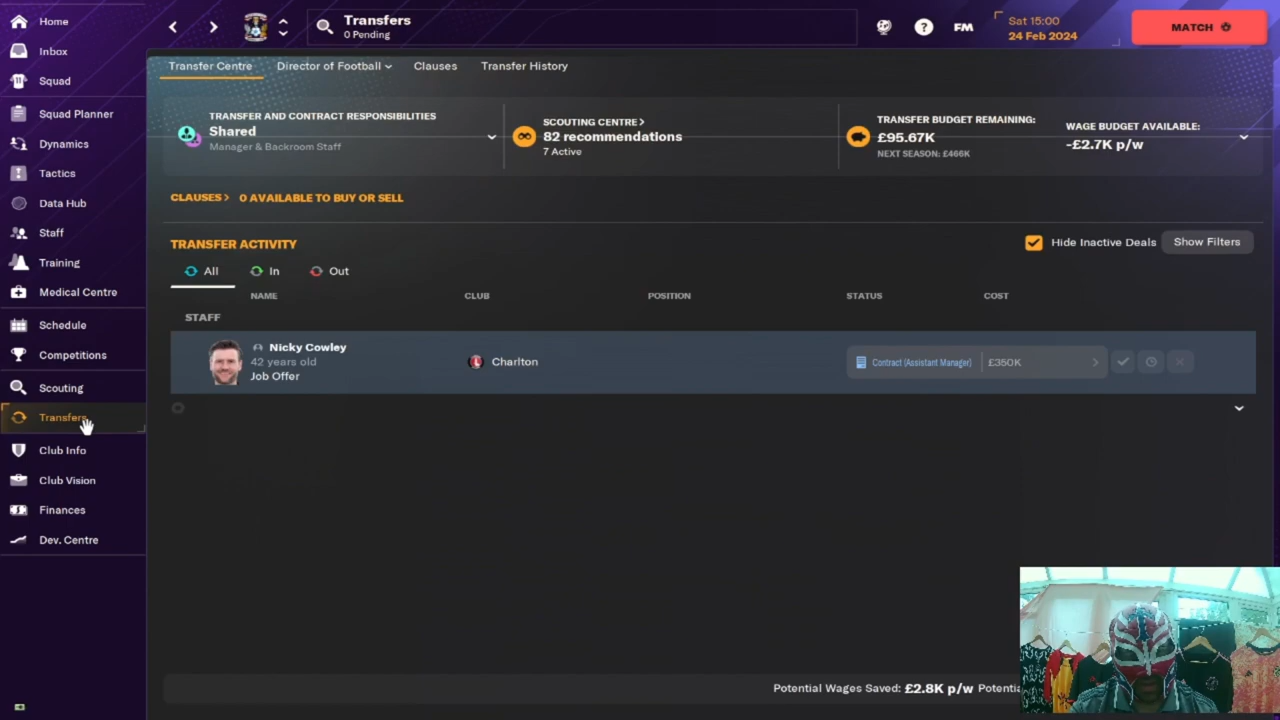 Home
Inbox
Squad
Squad Planner
Dynamics
Tactics
Data Hub
Staff
Training
Medical Centre
Schedule
Competitions
Scouting
Transfers
Club Info
Club Vision
Finances
Dev. Centre
Transfers
0 Pending
FM
Sat 15:00
24 Feb 2024
MATCH
Transfer Centre
Director of Football
Clauses
Transfer History
TRANSFER AND CONTRACT RESPONSIBILITIES
Shared
Manager & Backroom Staff
SCOUTING CENTRE >
82 recommendations
7 Active
TRANSFER BUDGET REMAINING:
£95.67K
NEXT SEASON: £466K
WAGE BUDGET AVAILABLE:
-£2.7K p/w
CLAUSES > 0 AVAILABLE TO BUY OR SELL
TRANSFER ACTIVITY
Hide Inactive Deals
Show Filters
All In Out
NAME CLUB POSITION STATUS COST
STAFF
Nicky Cowley
42 years old
Job Offer
Charlton
Contract (Assistant Manager) £350K
Potential Wages Saved: £2.8K p/w